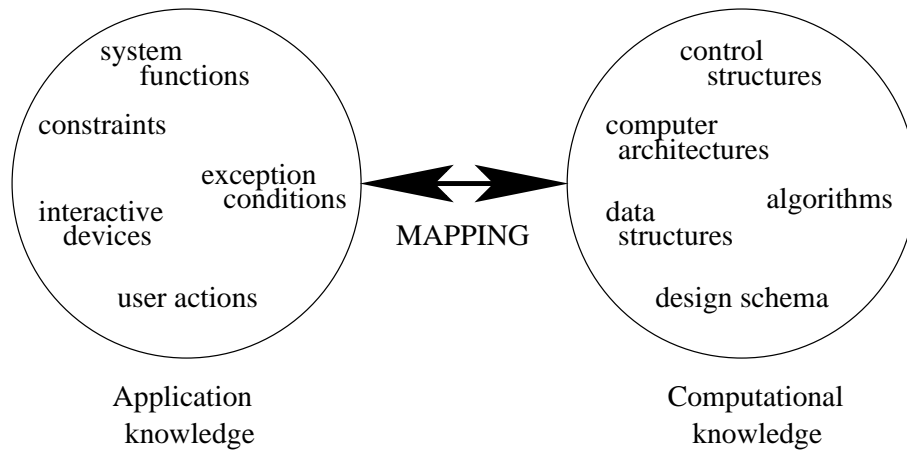 system
functions
constraints
exception
conditions
interactive
devices
user actions
Application
knowledge
MAPPING
control
structures
computer
architectures
algorithms
data
structures
design schema
Computational
knowledge